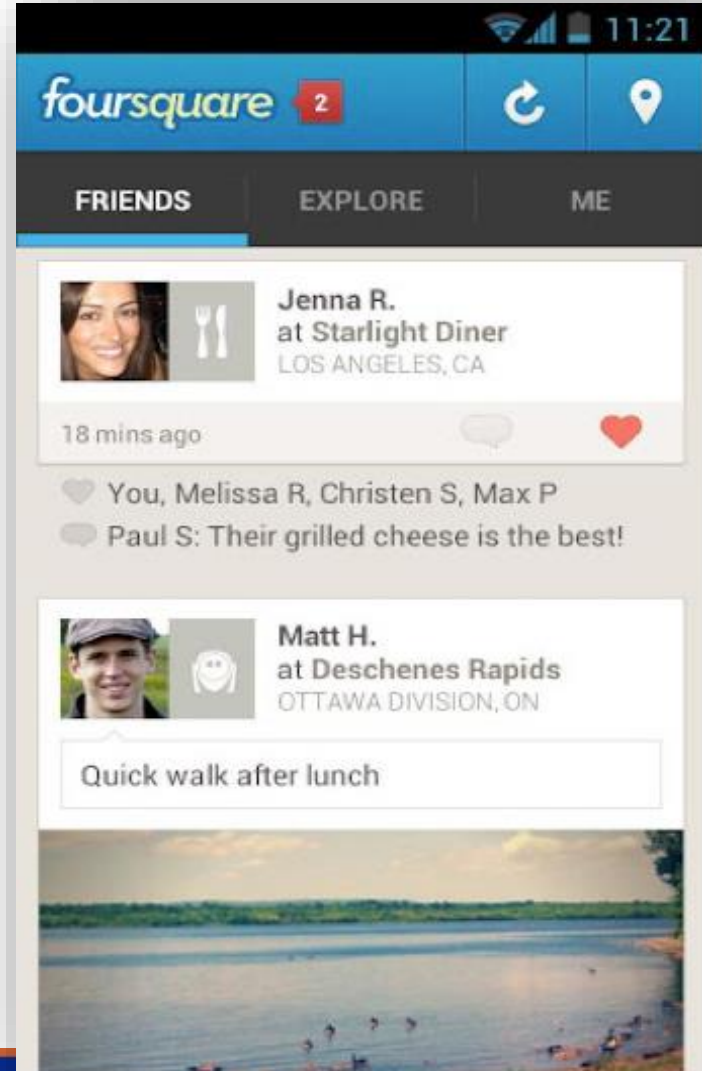 11:21
foursquare 2
FRIENDS EXPLORE ME
Jenna R.
at Starlight Diner
LOS ANGELES, CA
18 mins ago
You, Melissa R, Christen S, Max P
Paul S: Their grilled cheese is the best!
Matt H.
at Deschenes Rapids
OTTAWA DIVISION, ON
Quick walk after lunch